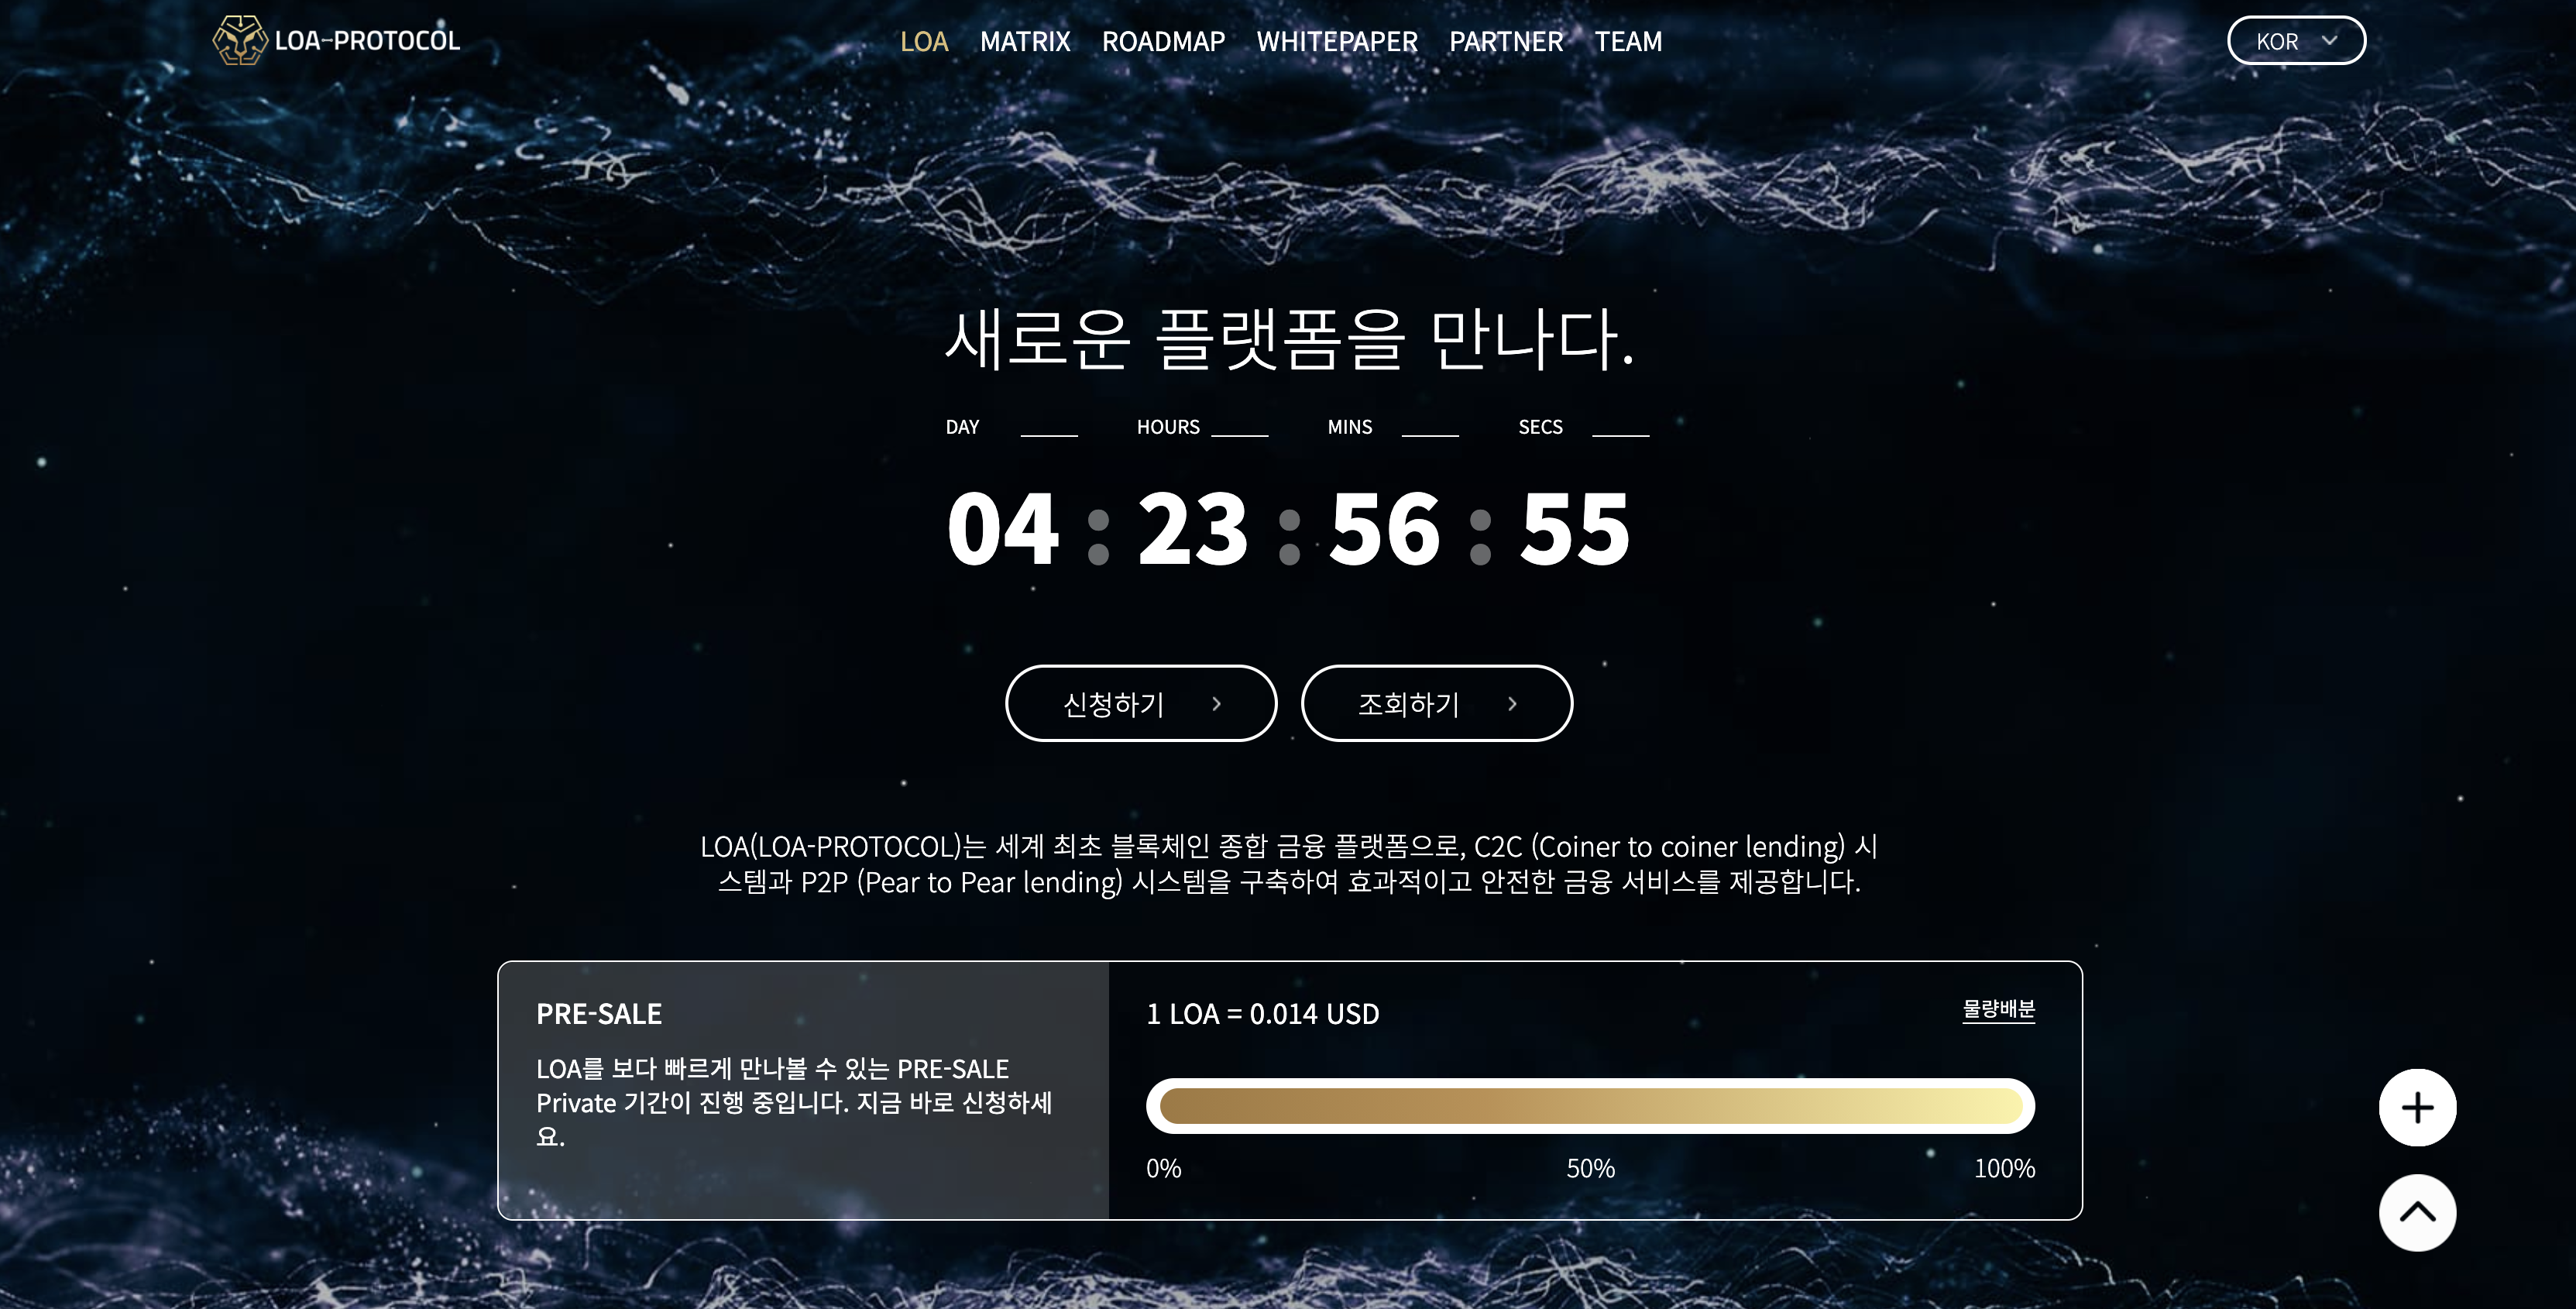 LOA-PROTOCOL
LOA MATRIX ROADMAP WHITEPAPER PARTNER TEAM
KOR
새로운 플랫폼을 만나다.
DAY HOURS MINS SECS
04 : 23 : 56 : 55
신청하기 조회하기
LOA(LOA-PROTOCOL)는 세계 최초 블록체인 종합 금융 플랫폼으로, C2C (Coiner to coiner lending) 시
스템과 P2P (Pear to Pear lending) 시스템을 구축하여 효과적이고 안전한 금융 서비스를 제공합니다.
PRE-SALE
LOA를 보다 빠르게 만나볼 수 있는 PRE-SALE
Private 기간이 진행 중입니다. 지금 바로 신청하세
요.
1 LOA = 0.014 USD
물량배분
0% 50% 100%